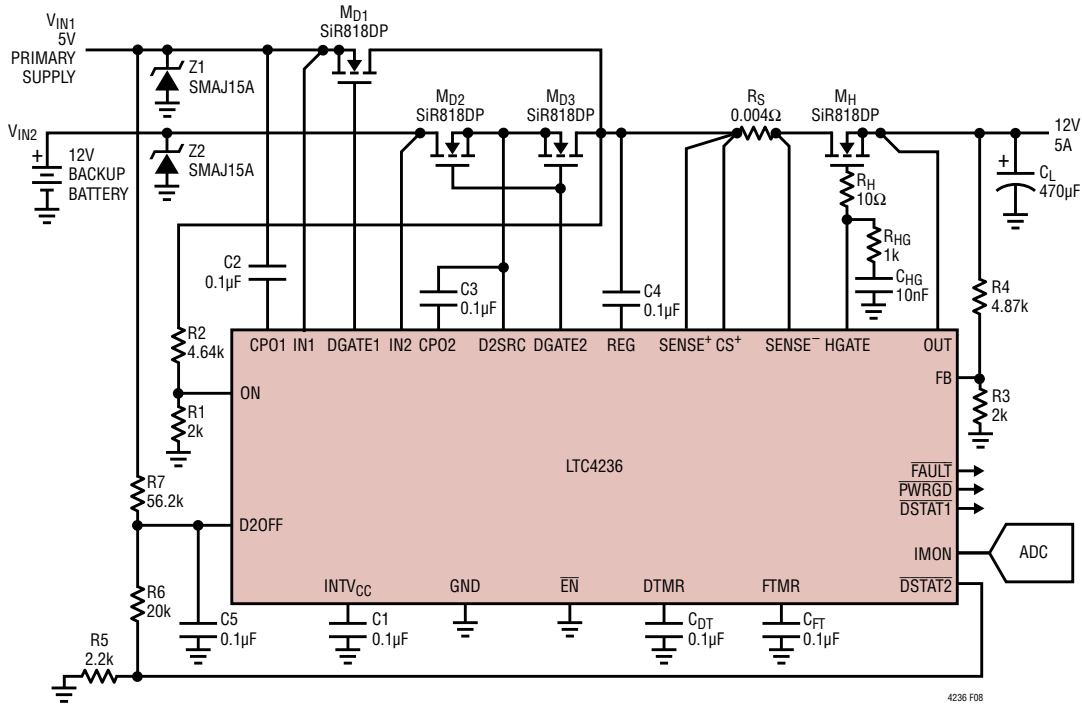 VIN1
5V
PRIMARY
SUPPLY
Z1
SMAJ15A
MD1
SiR818DP
VIN2
12V
BACKUP
BATTERY
Z2
SMAJ15A
MD2
SiR818DP
MD3
SiR818DP
RS
0.004Ω
MH
SiR818DP
12V
5A
CL
470µF
RH
10Ω
RHG
1k
CHG
10nF
C2
0.1µF
C3
0.1µF
C4
0.1µF
R4
4.87k
R2
4.64k
R1
2k
R3
2k
CPO1 IN1 DGATE1 IN2 CPO2 D2SRC DGATE2 REG SENSE+ CS+ SENSE– HGATE OUT
FB
ON
LTC4236
FAULT
PWRGD
DSTAT1
R7
56.2k
D2OFF
IMON
ADC
DSTAT2
INTVCC GND EN DTMR FTMR
R6
20k
C5
0.1µF
C1
0.1µF
CDT
0.1µF
CFT
0.1µF
R5
2.2k
4236 F08